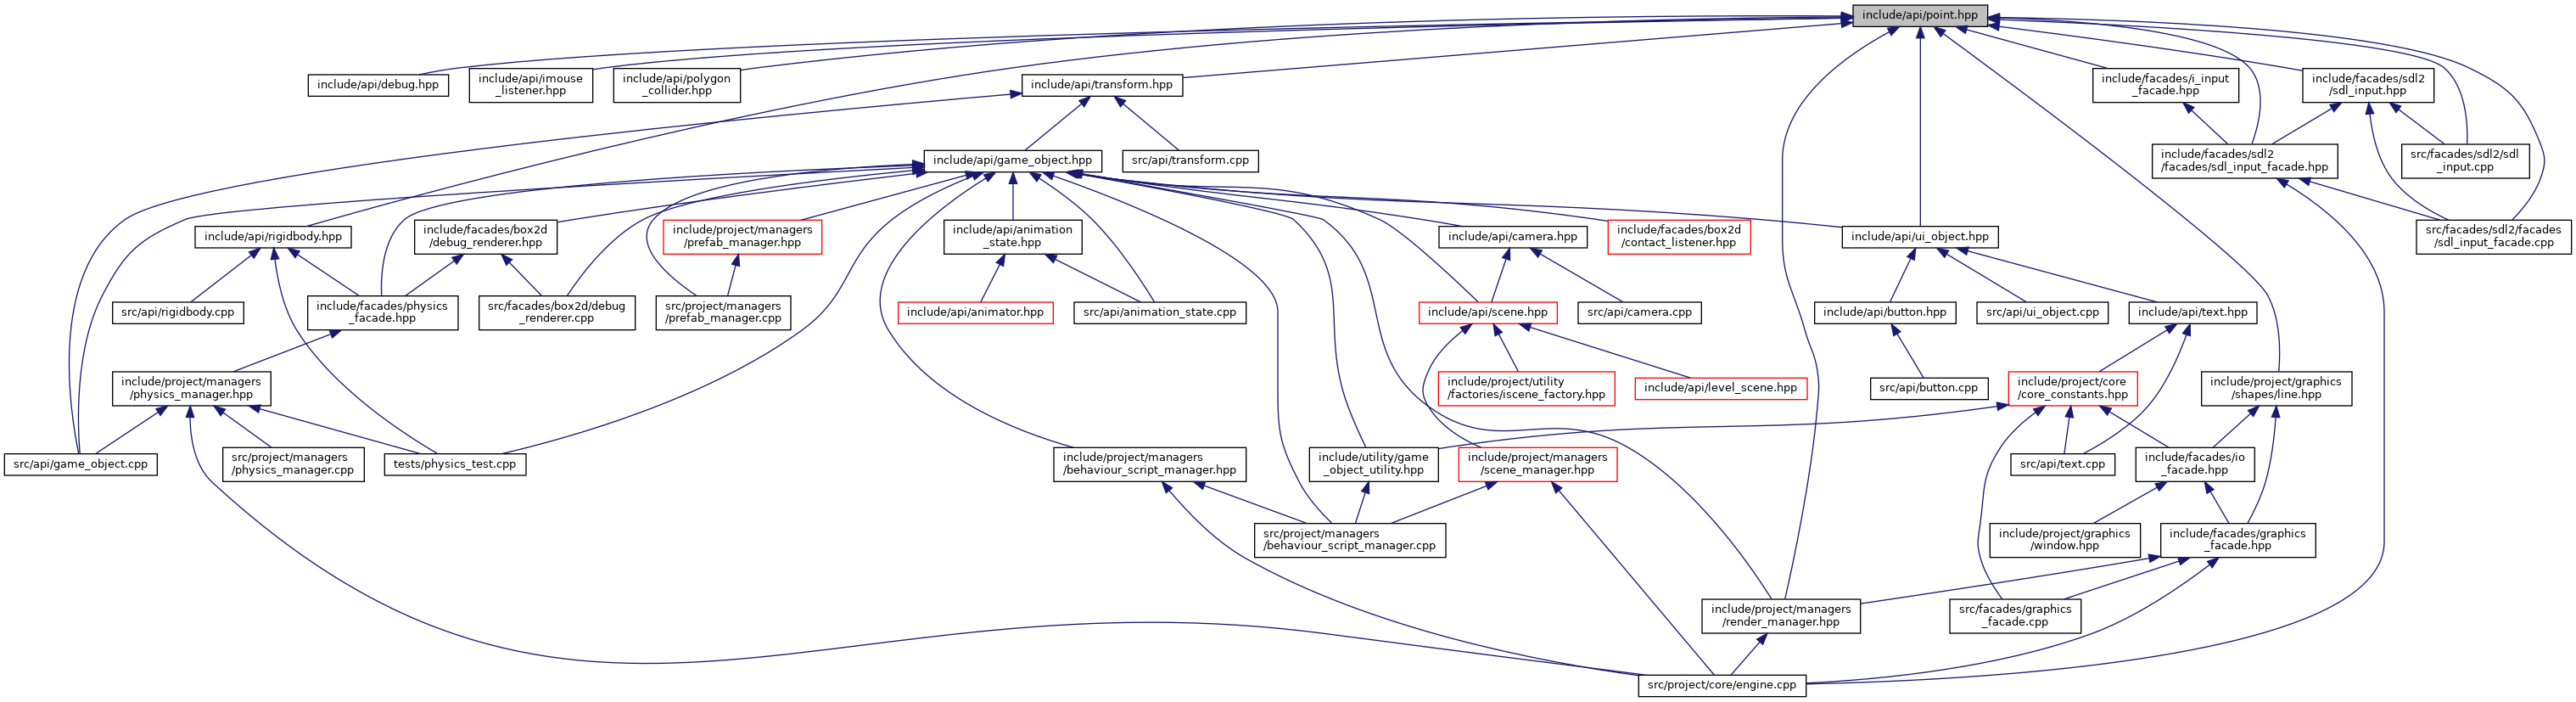 include/api/point.hpp
include/api/debug.hpp
include/api/imouse
_listener.hpp
include/api/polygon
_collider.hpp
include/api/transform.hpp
include/facades/i_input
_facade.hpp
include/facades/sdl2
/sdl_input.hpp
include/api/game_object.hpp
src/api/transform.cpp
include/facades/sdl2
/facades/sdl_input_facade.hpp
src/facades/sdl2/sdl
_input.cpp
include/api/rigidbody.hpp
include/facades/box2d
/debug_renderer.hpp
include/project/managers
/prefab_manager.hpp
include/api/animation
_state.hpp
include/api/camera.hpp
include/facades/box2d
/contact_listener.hpp
include/api/ui_object.hpp
src/facades/sdl2/facades
/sdl_input_facade.cpp
src/api/rigidbody.cpp
include/facades/physics
_facade.hpp
src/facades/box2d/debug
_renderer.cpp
src/project/managers
/prefab_manager.cpp
include/api/animator.hpp
src/api/animation_state.cpp
include/api/scene.hpp
src/api/camera.cpp
include/api/button.hpp
src/api/ui_object.cpp
include/api/text.hpp
include/project/managers
/physics_manager.hpp
include/project/utility
/factories/iscene_factory.hpp
include/api/level_scene.hpp
src/api/button.cpp
include/project/core
/core_constants.hpp
include/project/graphics
/shapes/line.hpp
src/api/game_object.cpp
src/project/managers
/physics_manager.cpp
tests/physics_test.cpp
include/project/managers
/behaviour_script_manager.hpp
include/utility/game
_object_utility.hpp
include/project/managers
/scene_manager.hpp
src/api/text.cpp
include/facades/io
_facade.hpp
src/project/managers
/behaviour_script_manager.cpp
include/project/graphics
/window.hpp
include/facades/graphics
_facade.hpp
include/project/managers
/render_manager.hpp
src/facades/graphics
_facade.cpp
src/project/core/engine.cpp